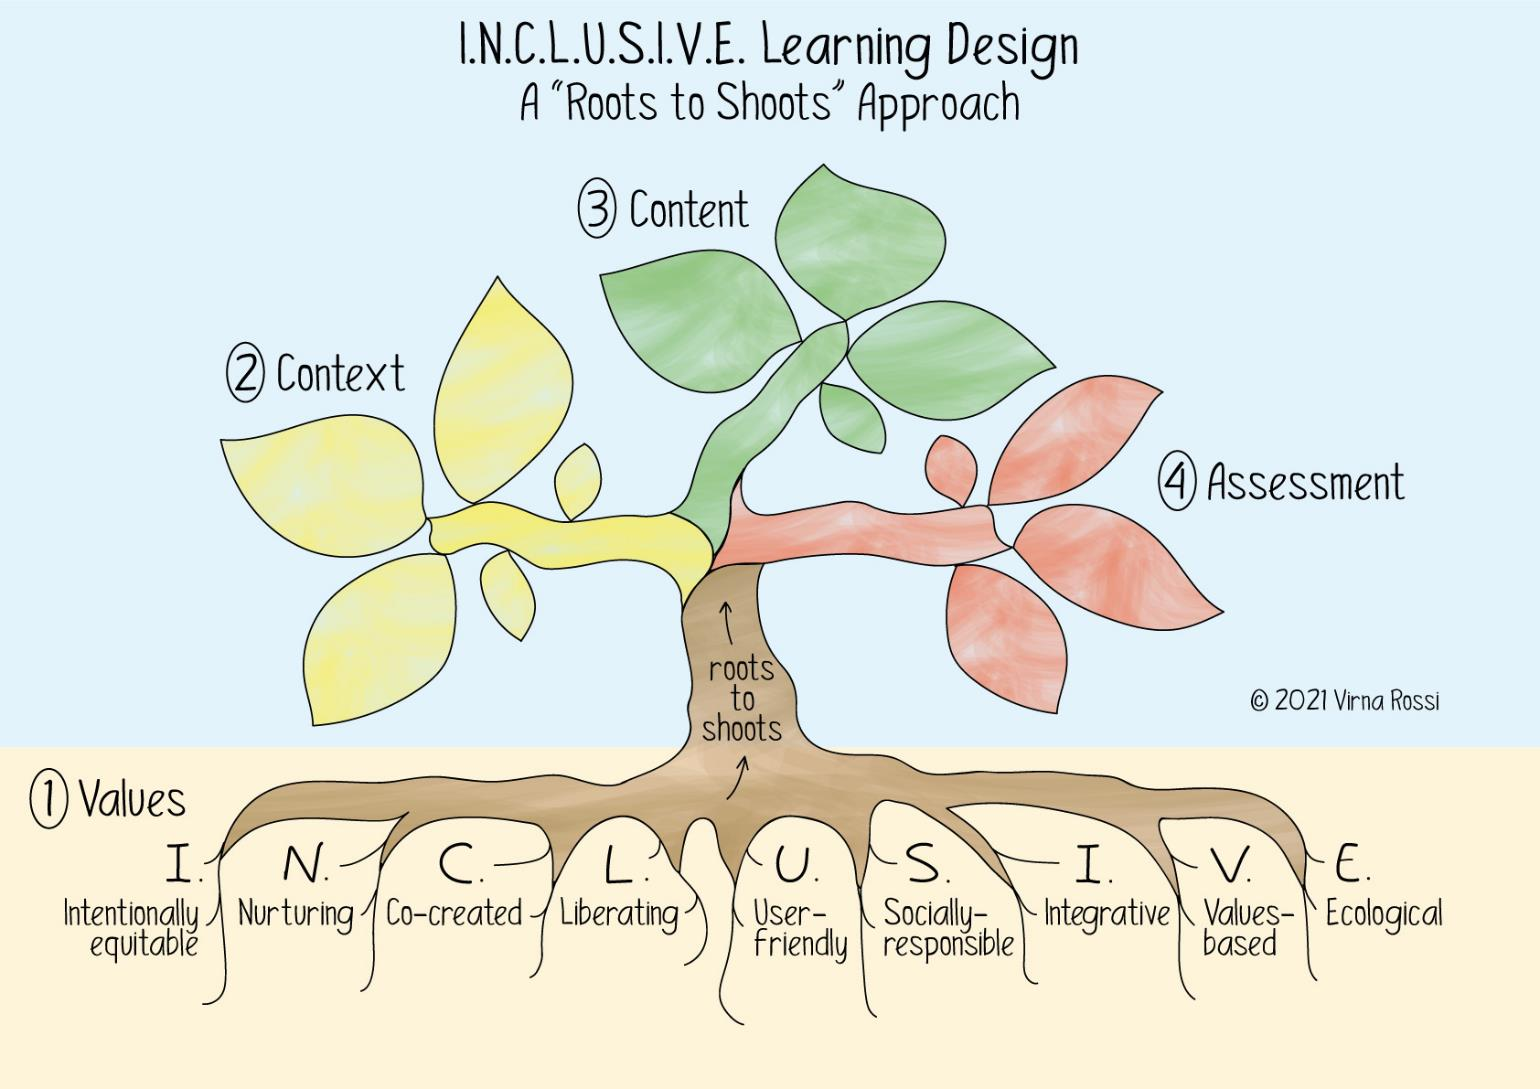 I.N.C.L.U.S.I.V.E. Learning Design
A “Roots to Shoots” Approach
3 Content
2 Context
4 Assessment
roots
to
shoots
© 2021 Virna Rossi
1 Values
I. N. C. L. U. S. I. V. E.
Intentionally
equitable
Nurturing
Co-created
Liberating
User-
friendly
Socially-
responsible
Integrative
Values-
based
Ecological